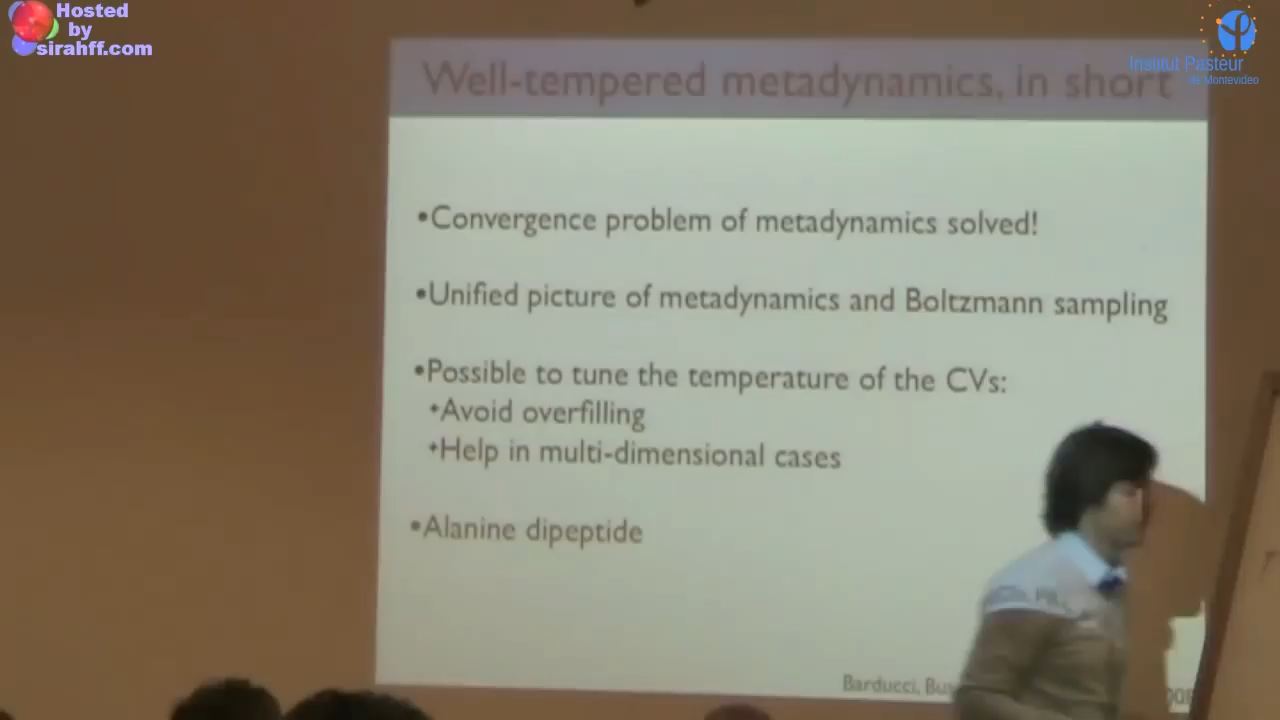 Hosted
by
sirahff.com
Institut Pasteur
de Montevideo
Well-tempered metadynamics, in short
•Convergence problem of metadynamics solved!
•Unified picture of metadynamics and Boltzmann sampling
•Possible to tune the temperature of the CVs:
•Avoid overfilling
•Help in multi-dimensional cases
•Alanine dipeptide
Barducci,